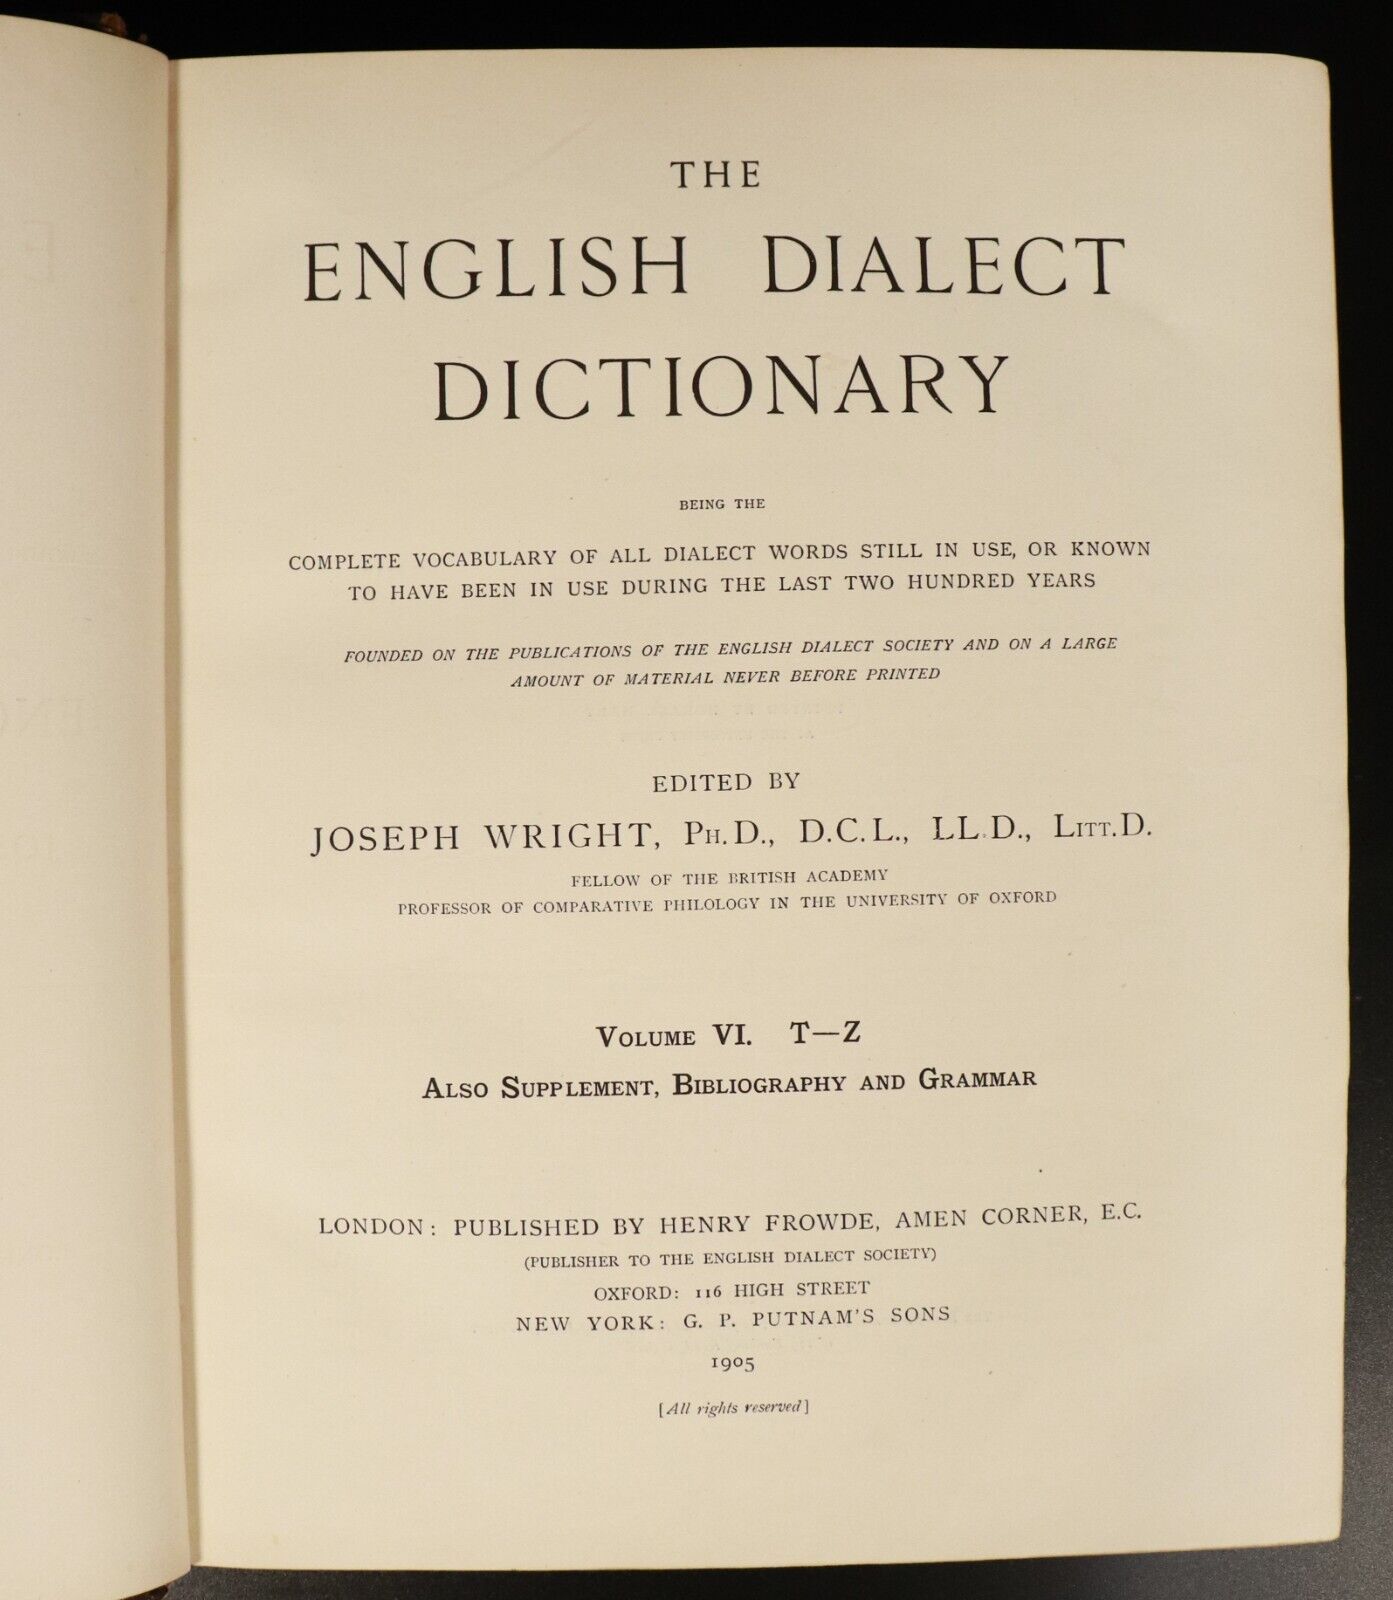 THE
ENGLISH DIALECT
DICTIONARY
BEING THE
COMPLETE VOCABULARY OF ALL DIALECT WORDS STILL IN USE, OR KNOWN
TO HAVE BEEN IN USE DURING THE LAST TWO HUNDRED YEARS
FOUNDED ON THE PUBLICATIONS OF THE ENGLISH DIALECT SOCIETY AND ON A LARGE
AMOUNT OF MATERIAL NEVER BEFORE PRINTED
EDITED BY
JOSEPH WRIGHT, PH.D., D.C.L., LL.D., LITT.D.
FELLOW OF THE BRITISH ACADEMY
PROFESSOR OF COMPARATIVE PHILOLOGY IN THE UNIVERSITY OF OXFORD
VOLUME VI. T—Z
ALSO SUPPLEMENT, BIBLIOGRAPHY AND GRAMMAR
LONDON: PUBLISHED BY HENRY FROWDE, AMEN CORNER, E.C.
(PUBLISHER TO THE ENGLISH DIALECT SOCIETY)
OXFORD: 116 HIGH STREET
NEW YORK: G. P. PUTNAM'S SONS
1905
[All rights reserved]